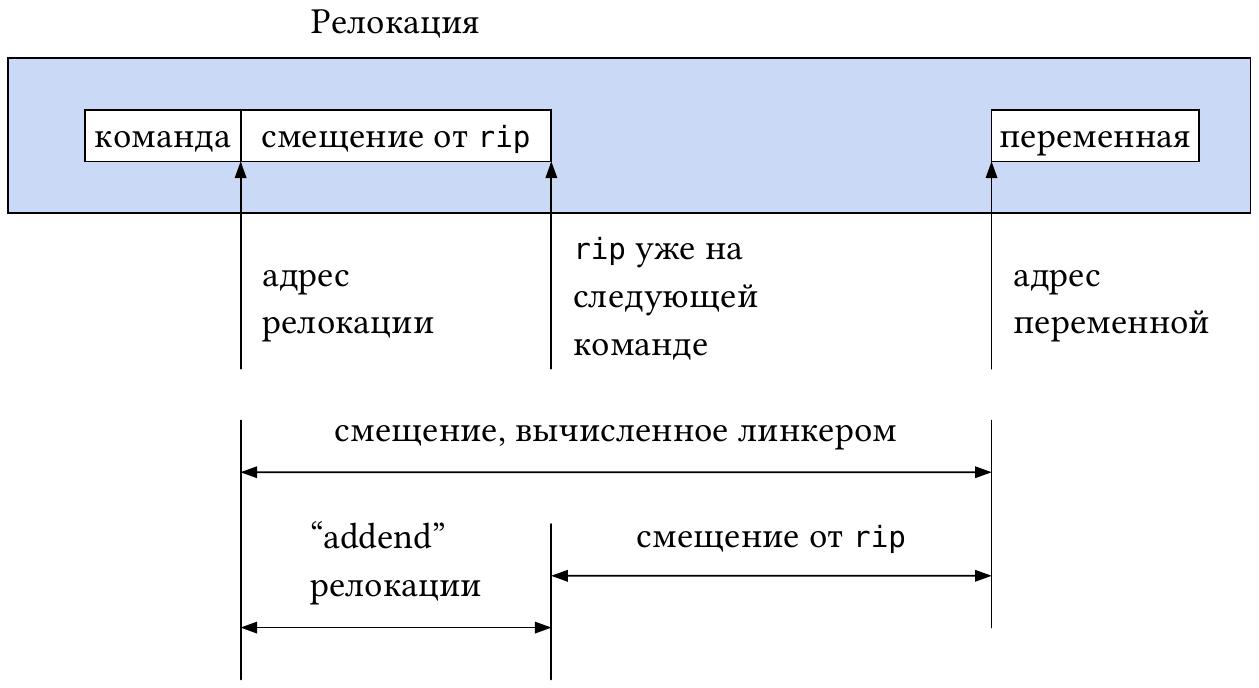 Релокация
команда
смещение от rip
переменная
адрес
релокации
rip уже на
следующей
команде
адрес
переменной
смещение, вычисленное линкером
“addend”
релокации
смещение от rip